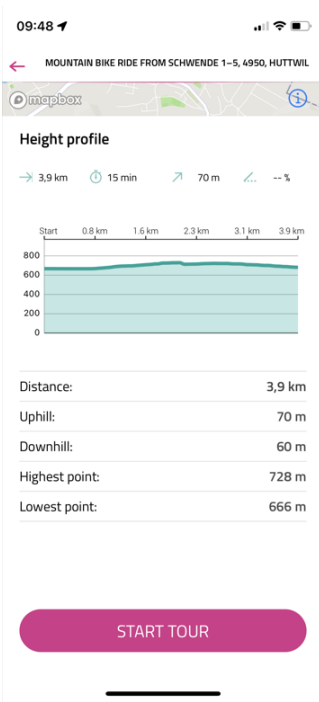 09:48
MOUNTAIN BIKE RIDE FROM SCHWENDE 1–5, 4950, HUTTWIL
mapbox
Height profile
3,9 km 15 min 70 m -- %
Start 0.8 km 1.6 km 2.3 km 3.1 km 3.9 km
800
600
400
200
0
Distance: 3,9 km
Uphill: 70 m
Downhill: 60 m
Highest point: 728 m
Lowest point: 666 m
START TOUR